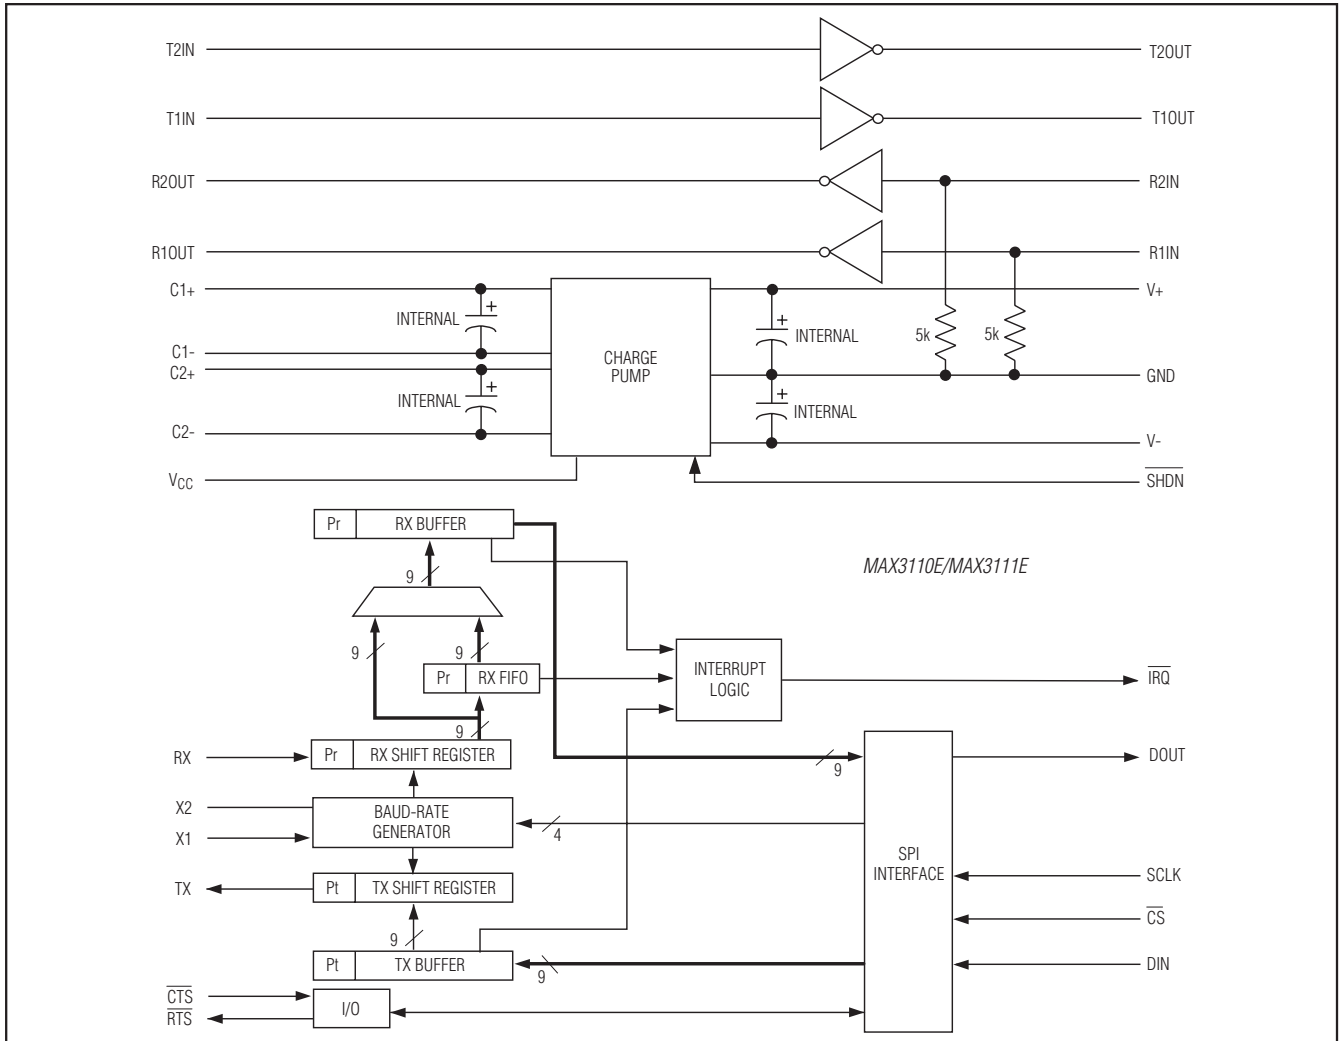 T2IN T2OUT
T1IN T1OUT
R2OUT R2IN
R1OUT R1IN
C1+ V+
INTERNAL + + INTERNAL 5k 5k
C1-
CHARGE
PUMP
C2+ GND
INTERNAL + + INTERNAL
C2- V-
VCC SHDN
Pr RX BUFFER
MAX3110E/MAX3111E
9
9 9
Pr RX FIFO
INTERRUPT
LOGIC
IRQ
9
RX Pr RX SHIFT REGISTER DOUT
9
X2
BAUD-RATE
GENERATOR
X1
4
SPI
INTERFACE
TX Pt TX SHIFT REGISTER SCLK
CS
9
Pt TX BUFFER DIN
9
CTS
I/O
RTS